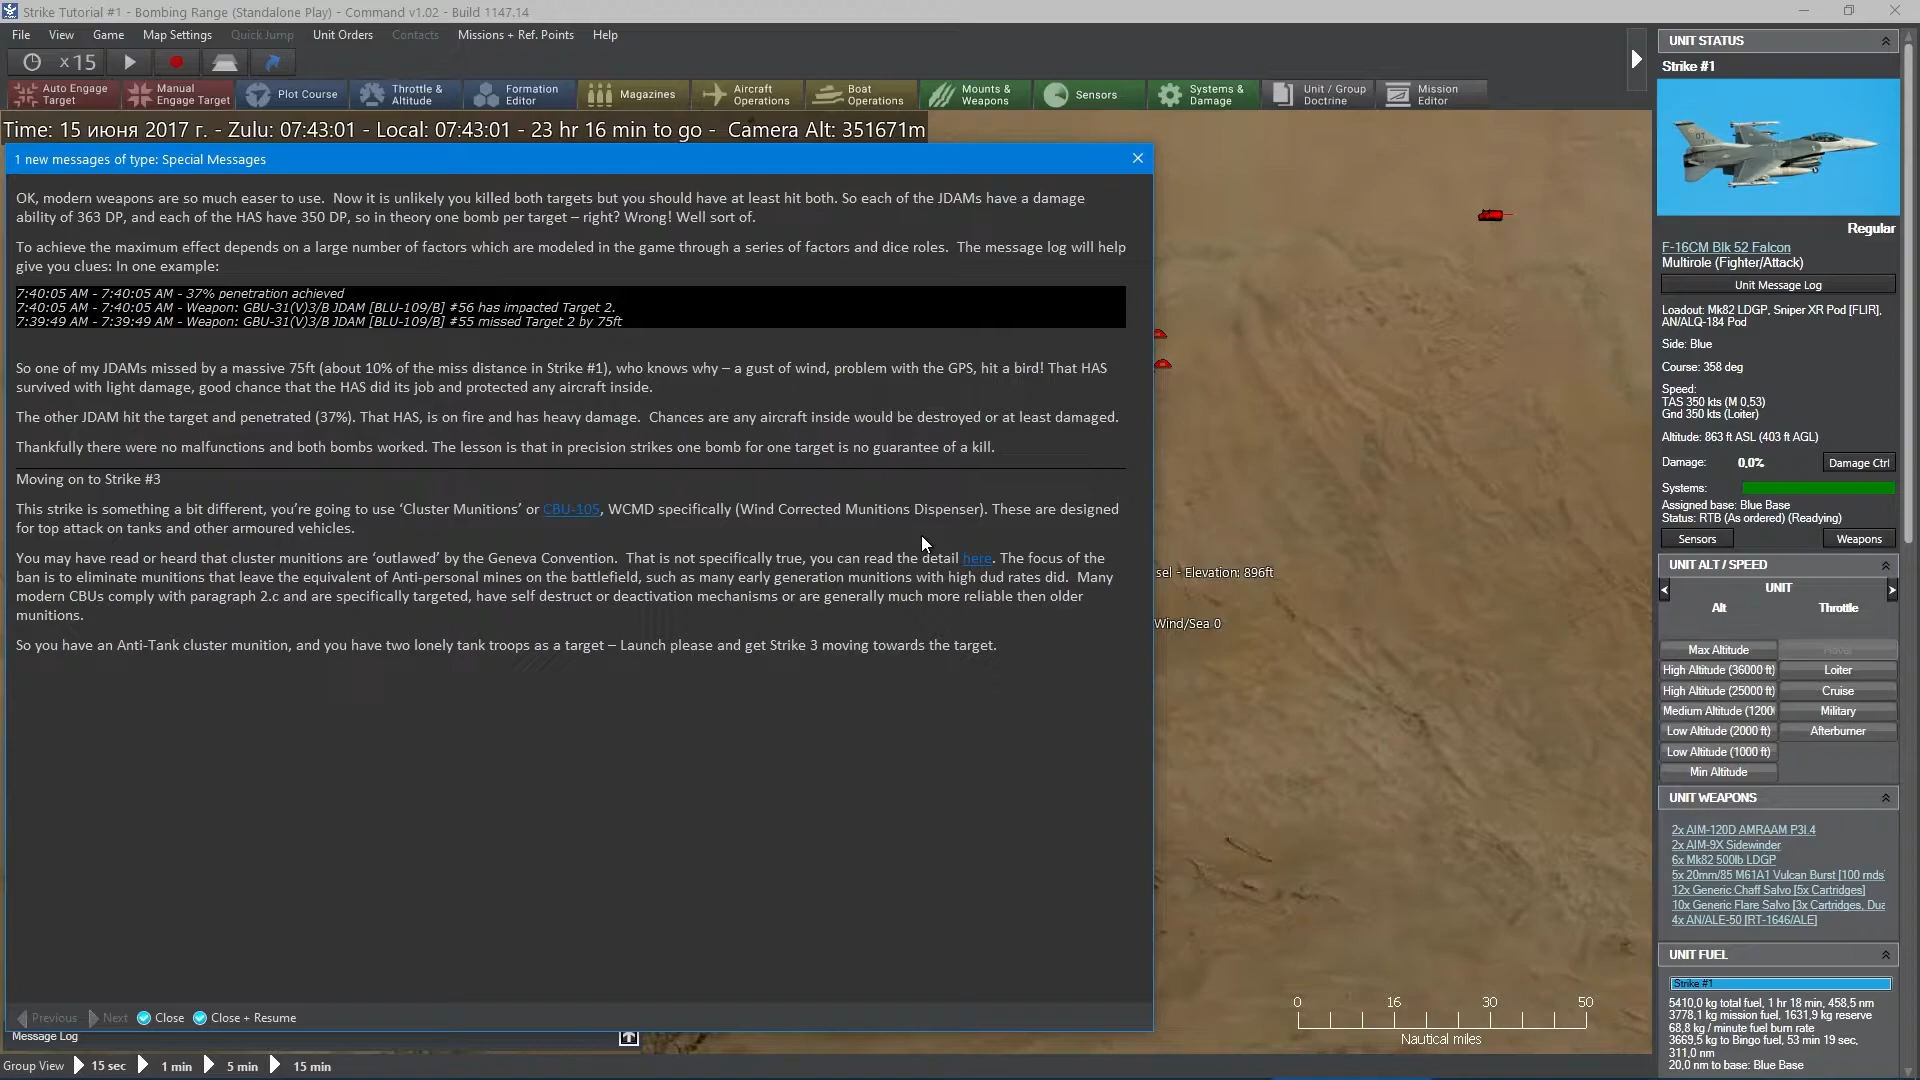 Strike Tutorial #1 - Bombing Range (Standalone Play) - Command v1.02 - Build 1147.14
File View Game Map Settings Quick Jump Unit Orders Contacts Missions + Ref. Points Help
x15
Auto Engage Target
Manual Engage Target
Plot Course
Throttle & Altitude
Formation Editor
Magazines
Aircraft Operations
Boat Operations
Mounts & Weapons
Sensors
Systems & Damage
Unit / Group Doctrine
Mission Editor
Time: 15 июня 2017 г. - Zulu: 07:43:01 - Local: 07:43:01 - 23 hr 16 min to go - Camera Alt: 351671m
1 new messages of type: Special Messages
OK, modern weapons are so much easier to use. Now it is unlikely you killed both targets but you should have at least hit both. So each of the JDAMs have a damage
ability of 363 DP, and each of the HAS have 350 DP, so in theory one bomb per target – right? Wrong! Well sort of.
To achieve the maximum effect depends on a large number of factors which are modeled in the game through a series of factors and dice roles. The message log will help
give you clues: In one example:
7:40:05 AM - 7:40:05 AM - 37% penetration achieved
7:40:05 AM - 7:40:05 AM - Weapon: GBU-31(V)3/B JDAM [BLU-109/B] #56 has impacted Target 2.
7:39:49 AM - 7:39:49 AM - Weapon: GBU-31(V)3/B JDAM [BLU-109/B] #55 missed Target 2 by 75ft
So one of my JDAMs missed by a massive 75ft (about 10% of the miss distance in Strike #1), who knows why – a gust of wind, problem with the GPS, hit a bird! That HAS
survived with light damage, good chance that the HAS did its job and protected any aircraft inside.
The other JDAM hit the target and penetrated (37%). That HAS, is on fire and has heavy damage. Chances are any aircraft inside would be destroyed or at least damaged.
Thankfully there were no malfunctions and both bombs worked. The lesson is that in precision strikes one bomb for one target is no guarantee of a kill.
Moving on to Strike #3
This strike is something a bit different, you're going to use 'Cluster Munitions' or CBU-105, WCMD specifically (Wind Corrected Munitions Dispenser). These are designed
for top attack on tanks and other armoured vehicles.
You may have read or heard that cluster munitions are 'outlawed' by the Geneva Convention. That is not specifically true, you can read the detail here. The focus of the
ban is to eliminate munitions that leave the equivalent of Anti-personal mines on the battlefield, such as many early generation munitions with high dud rates did. Many
modern CBUs comply with paragraph 2.c and are specifically targeted, have self destruct or deactivation mechanisms or are generally much more reliable then older
munitions.
So you have an Anti-Tank cluster munition, and you have two lonely tank troops as a target – Launch please and get Strike 3 moving towards the target.
Previous Next Close Close + Resume
Message Log
Group View 15 sec 1 min 5 min 15 min
sel - Elevation: 896ft
Wind/Sea 0
0 16 30 50
Nautical miles
UNIT STATUS
Strike #1
Regular
F-16CM Blk 52 Falcon
Multirole (Fighter/Attack)
Unit Message Log
Loadout: Mk82 LDGP, Sniper XR Pod [FLIR],
AN/ALQ-184 Pod
Side: Blue
Course: 358 deg
Speed:
TAS 350 kts (M 0,53)
Gnd 350 kts (Loiter)
Altitude: 863 ft ASL (403 ft AGL)
Damage: 0,0% Damage Ctrl
Systems:
Assigned base: Blue Base
Status: RTB (As ordered) (Readying)
Sensors Weapons
UNIT ALT / SPEED
UNIT
Alt Throttle
Max Altitude Hover
High Altitude (36000 ft) Loiter
High Altitude (25000 ft) Cruise
Medium Altitude (1200 Military
Low Altitude (2000 ft) Afterburner
Low Altitude (1000 ft)
Min Altitude
UNIT WEAPONS
2x AIM-120D AMRAAM P3I.4
2x AIM-9X Sidewinder
6x Mk82 500lb LDGP
5x 20mm/85 M61A1 Vulcan Burst [100 rnds
12x Generic Chaff Salvo [5x Cartridges]
10x Generic Flare Salvo [3x Cartridges, Dua
4x AN/ALE-50 [RT-1646/ALE]
UNIT FUEL
Strike #1
5410,0 kg total fuel, 1 hr 18 min, 458,5 nm
3778,1 kg mission fuel, 1631,9 kg reserve
68,8 kg / minute fuel burn rate
3669,5 kg to Bingo fuel, 53 min 19 sec,
311,0 nm
20,0 nm to base: Blue Base